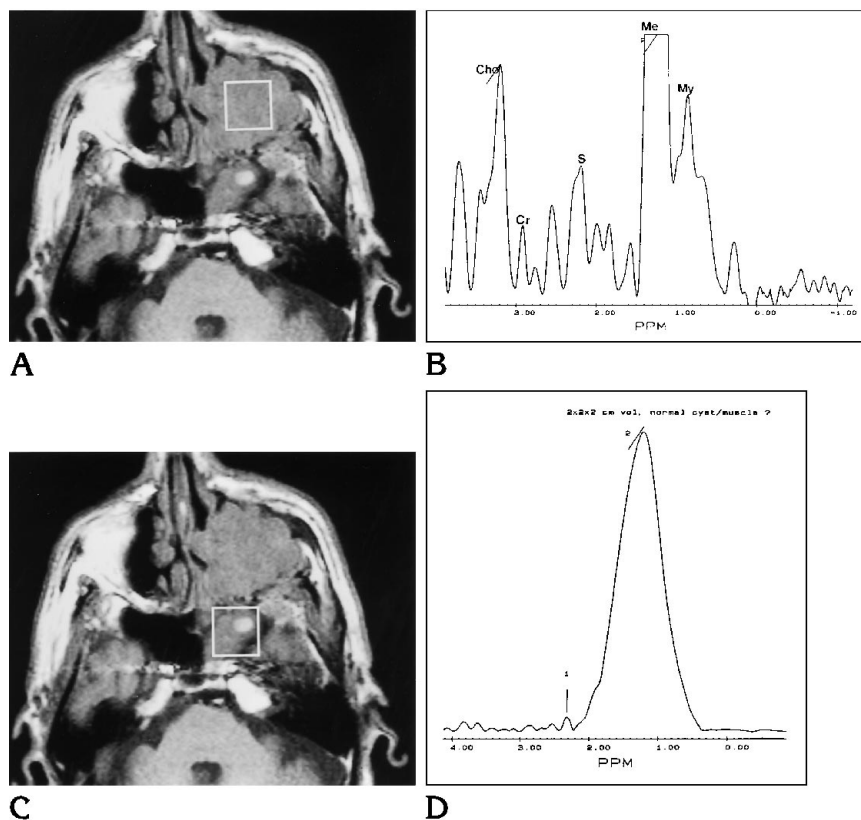 A
B
Cho
Cr
S
Me
2
My
3.00 2.00 1.00 0.00 -1.00
PPM
C
D
2x2x2 cm vol, normal cyst/muscle ?
2
1
4.00 3.00 2.00 1.00 0.00
PPM